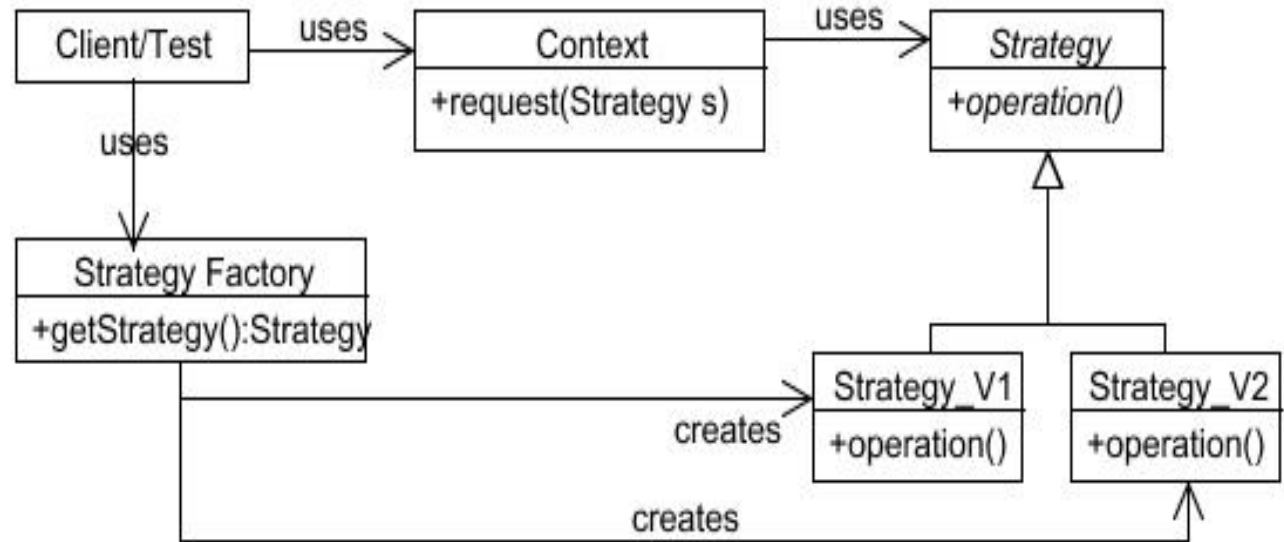 Client/Test
uses
Context
+request(Strategy s)
uses
Strategy
+operation()
uses
Strategy Factory
+getStrategy():Strategy
creates
Strategy_V1
+operation()
Strategy_V2
+operation()
creates